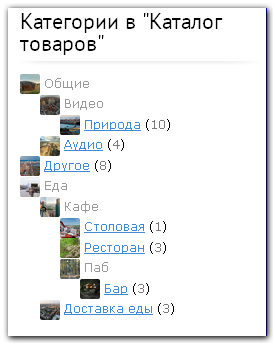 Категории в "Каталог
товаров"
Общие
Видео
Природа (10)
Аудио (4)
Другое (8)
Еда
Кафе
Столовая (1)
Ресторан (3)
Паб
Бар (3)
Доставка еды (3)